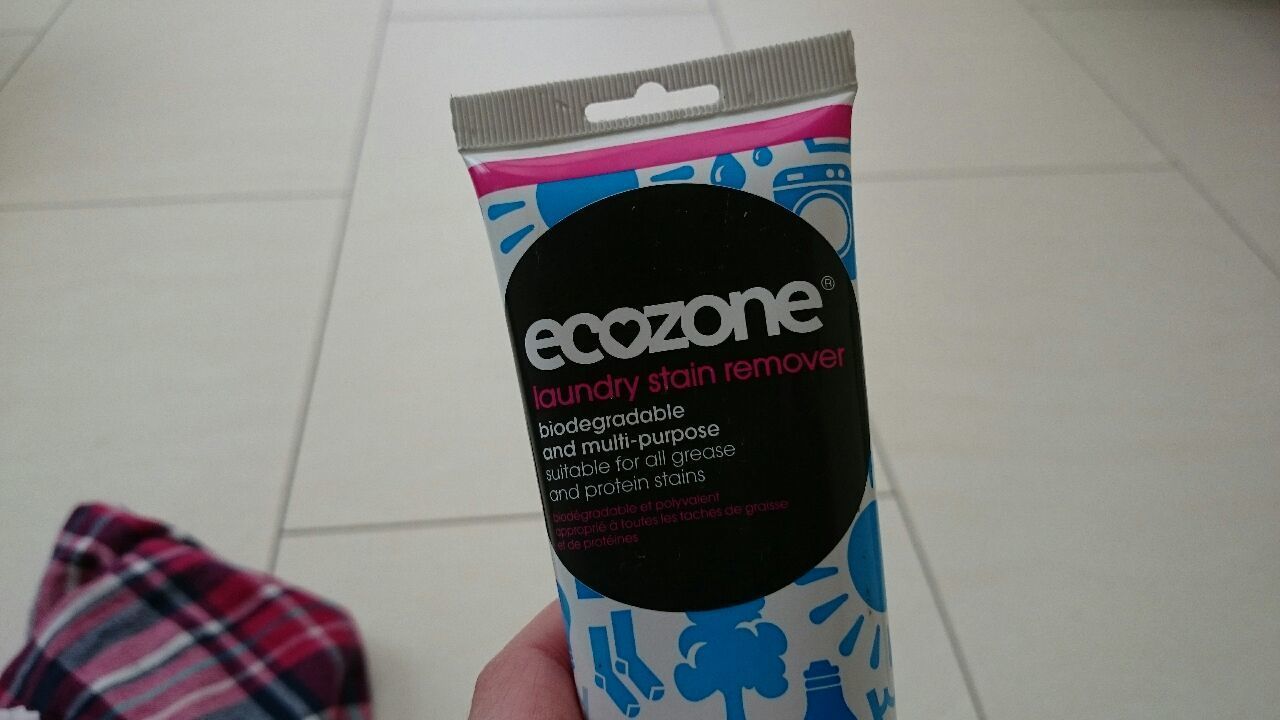 ecozone®
laundry stain remover
biodegradable
and multi-purpose
suitable for all grease
and protein stains
biodégradable et polyvalent
approprié à toutes les taches de graisse
et de protéines